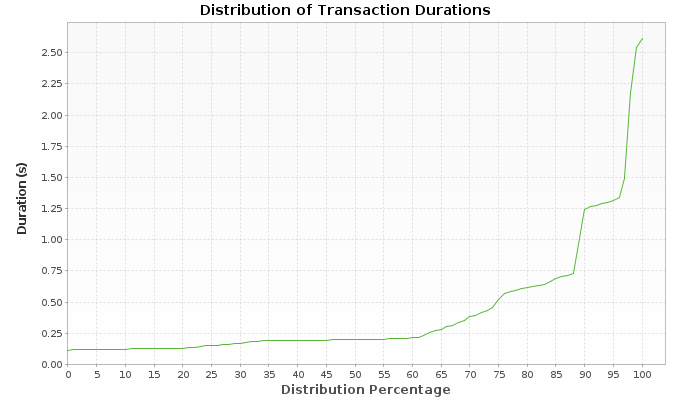 Distribution of Transaction Durations
Duration (s)
2.50
2.25
2.00
1.75
1.50
1.25
1.00
0.75
0.50
0.25
0.00
0 5 10 15 20 25 30 35 40 45 50 55 60 65 70 75 80 85 90 95 100
Distribution Percentage